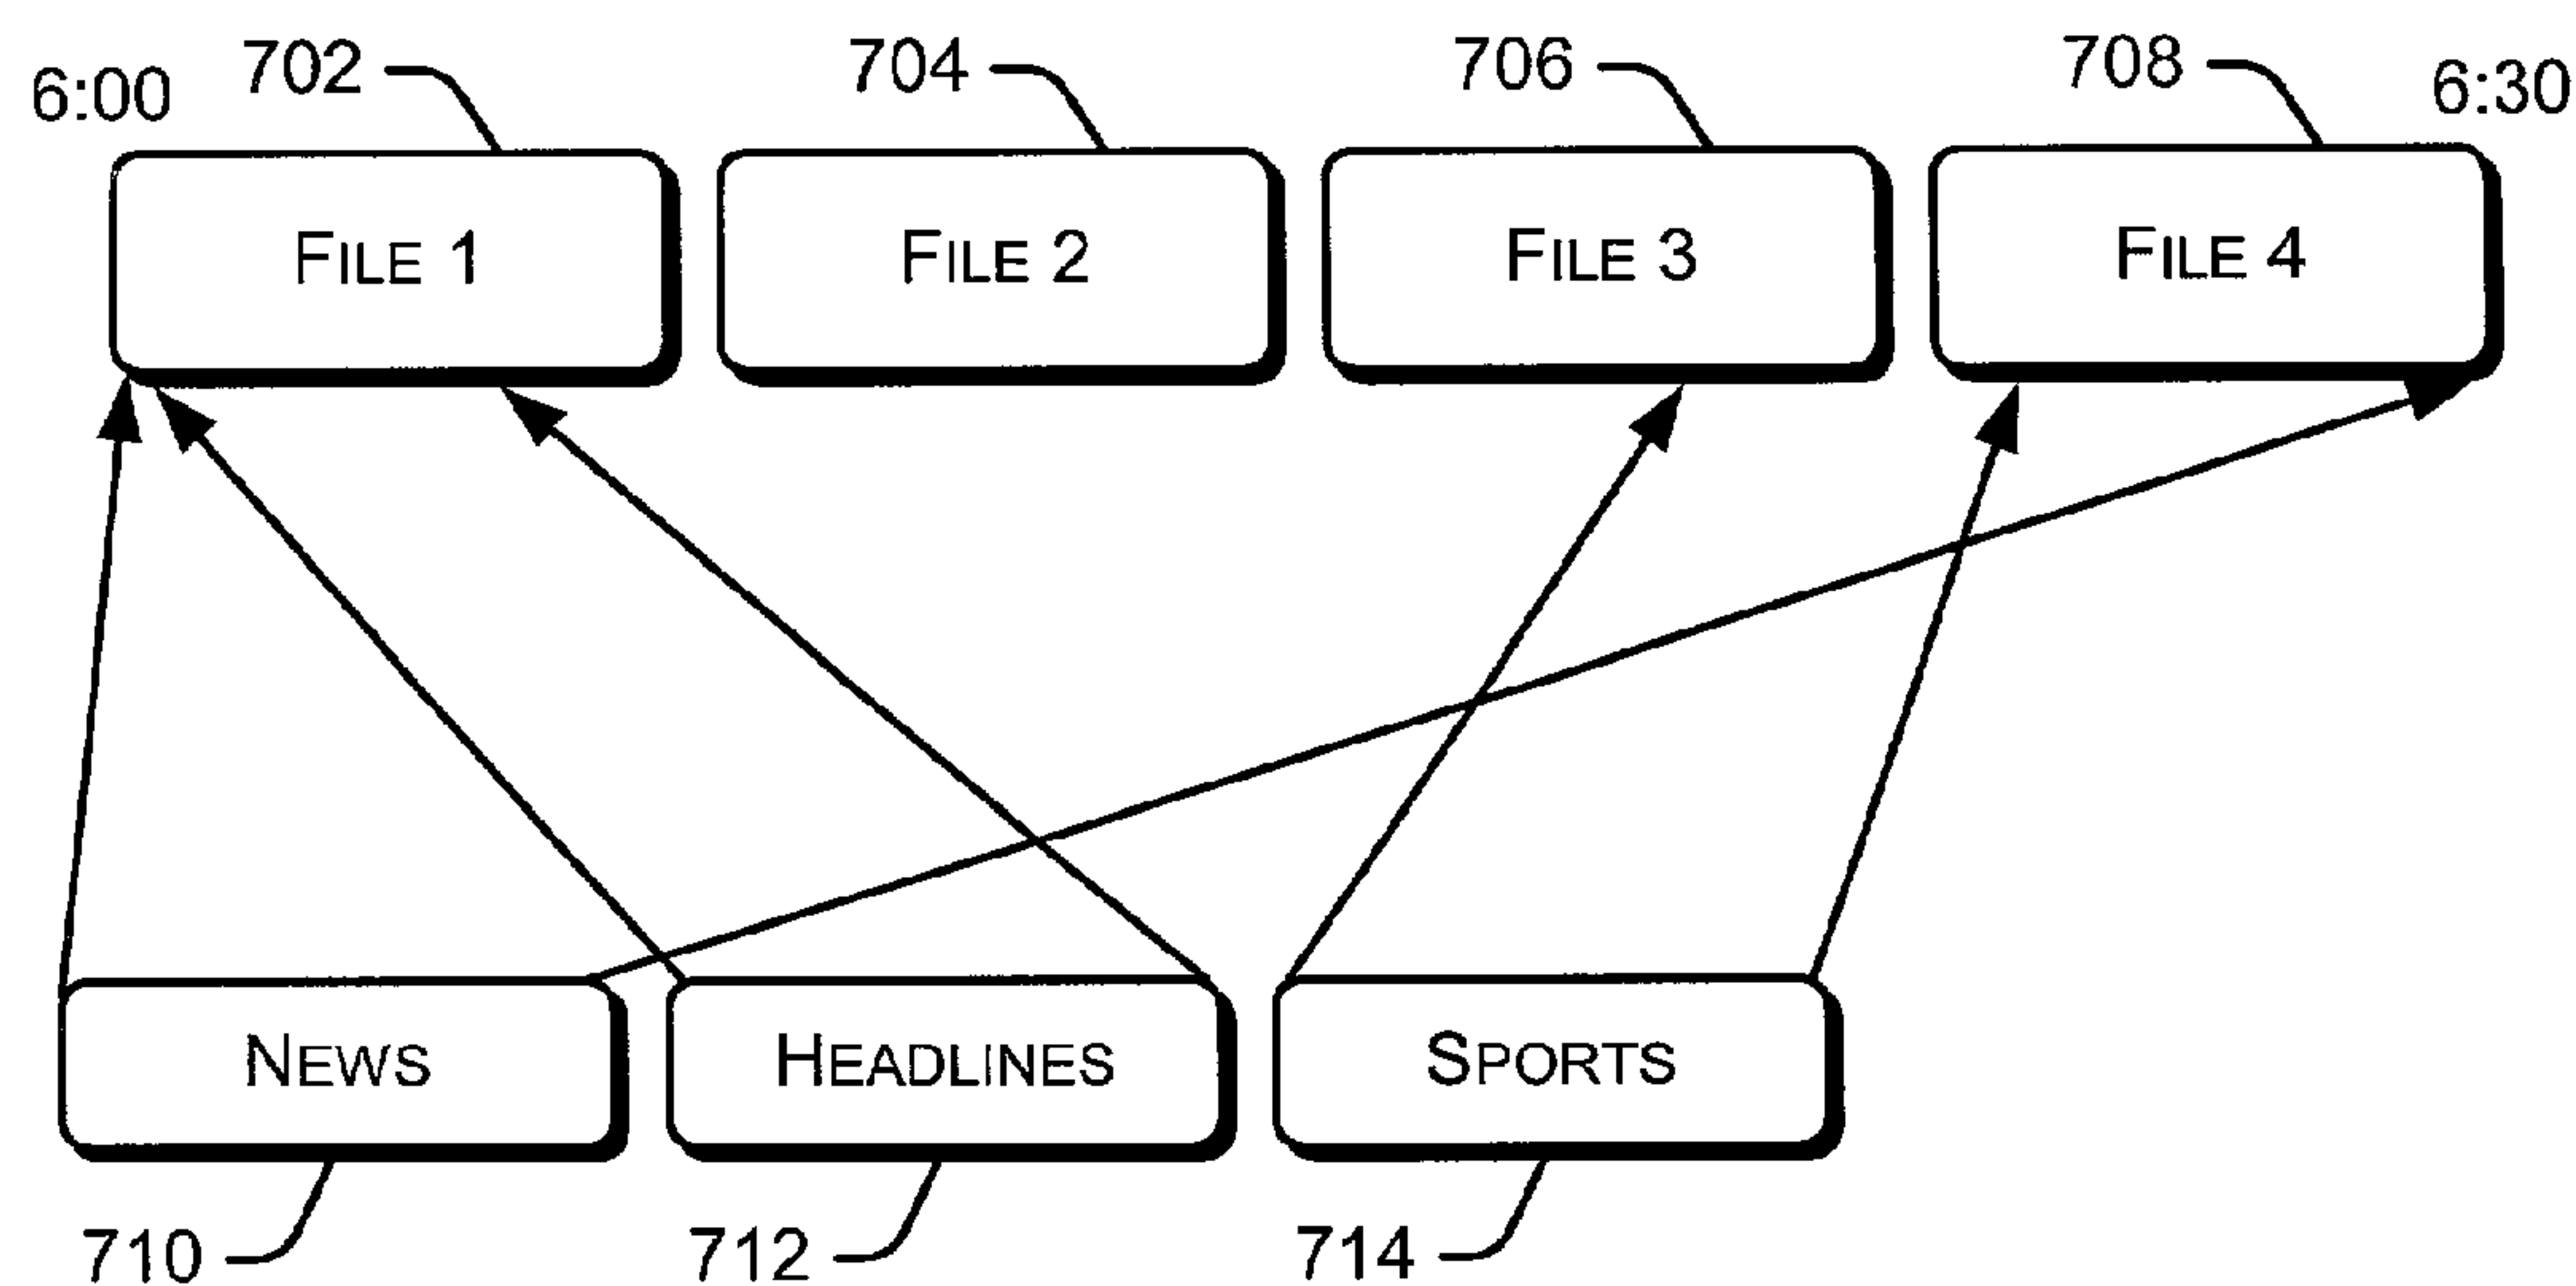 6:00 702 704 706 708 6:30
FILE 1 FILE 2 FILE 3 FILE 4
NEWS HEADLINES SPORTS
710 712 714